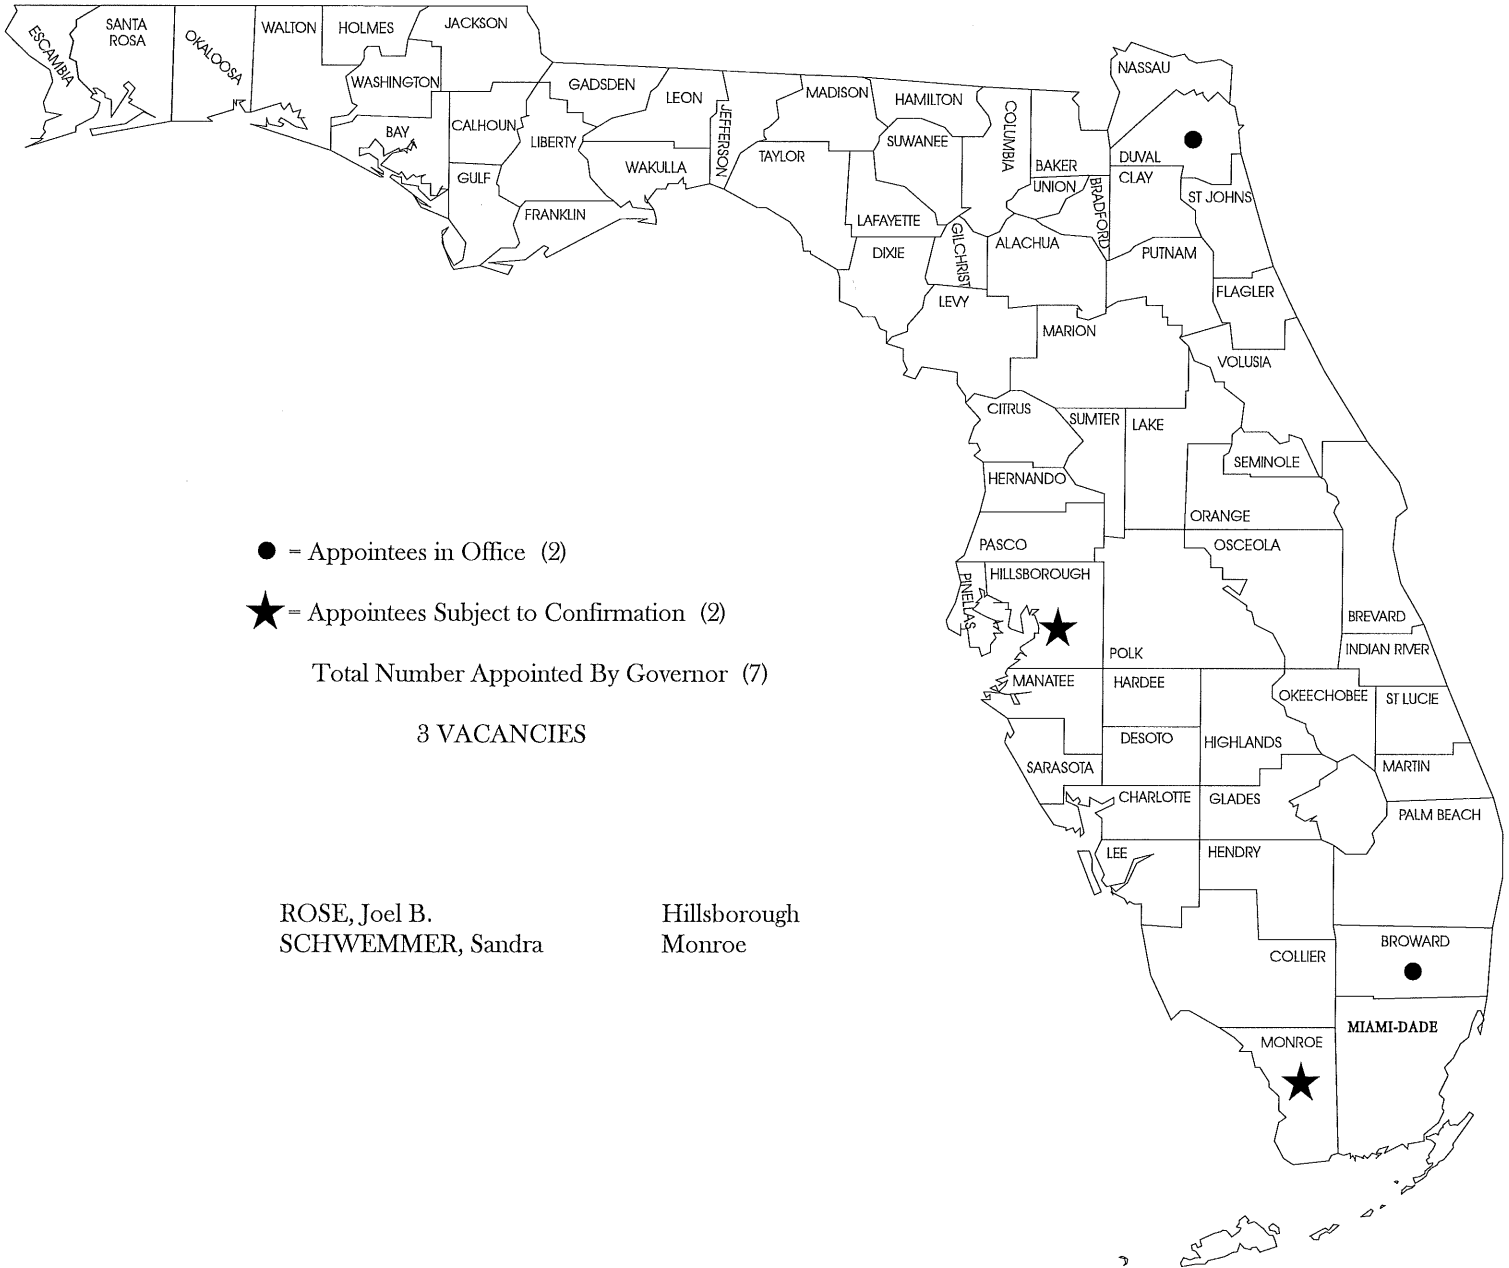 ESCAMBIA
SANTA
ROSA
OKALOOSA
WALTON
HOLMES
JACKSON
WASHINGTON
BAY
CALHOUN
GULF
GADSDEN
LIBERTY
FRANKLIN
LEON
WAKULLA
JEFFERSON
MADISON
TAYLOR
HAMILTON
SUWANEE
LAFAYETTE
DIXIE
COLUMBIA
GILCHRIST
LEVY
BAKER
UNION
BRADFORD
ALACHUA
NASSAU
DUVAL
CLAY
ST JOHNS
PUTNAM
FLAGLER
MARION
VOLUSIA
CITRUS
SUMTER
LAKE
SEMINOLE
HERNANDO
ORANGE
PASCO
OSCEOLA
HILLSBOROUGH
PINELLAS
BREVARD
INDIAN RIVER
POLK
MANATEE
HARDEE
OKEECHOBEE
ST LUCIE
DESOTO
HIGHLANDS
SARASOTA
MARTIN
CHARLOTTE
GLADES
PALM BEACH
LEE
HENDRY
BROWARD
COLLIER
MIAMI-DADE
MONROE
= Appointees in Office (2)
= Appointees Subject to Confirmation (2)
Total Number Appointed By Governor (7)
3 VACANCIES
ROSE, Joel B. Hillsborough
SCHWEMMER, Sandra Monroe